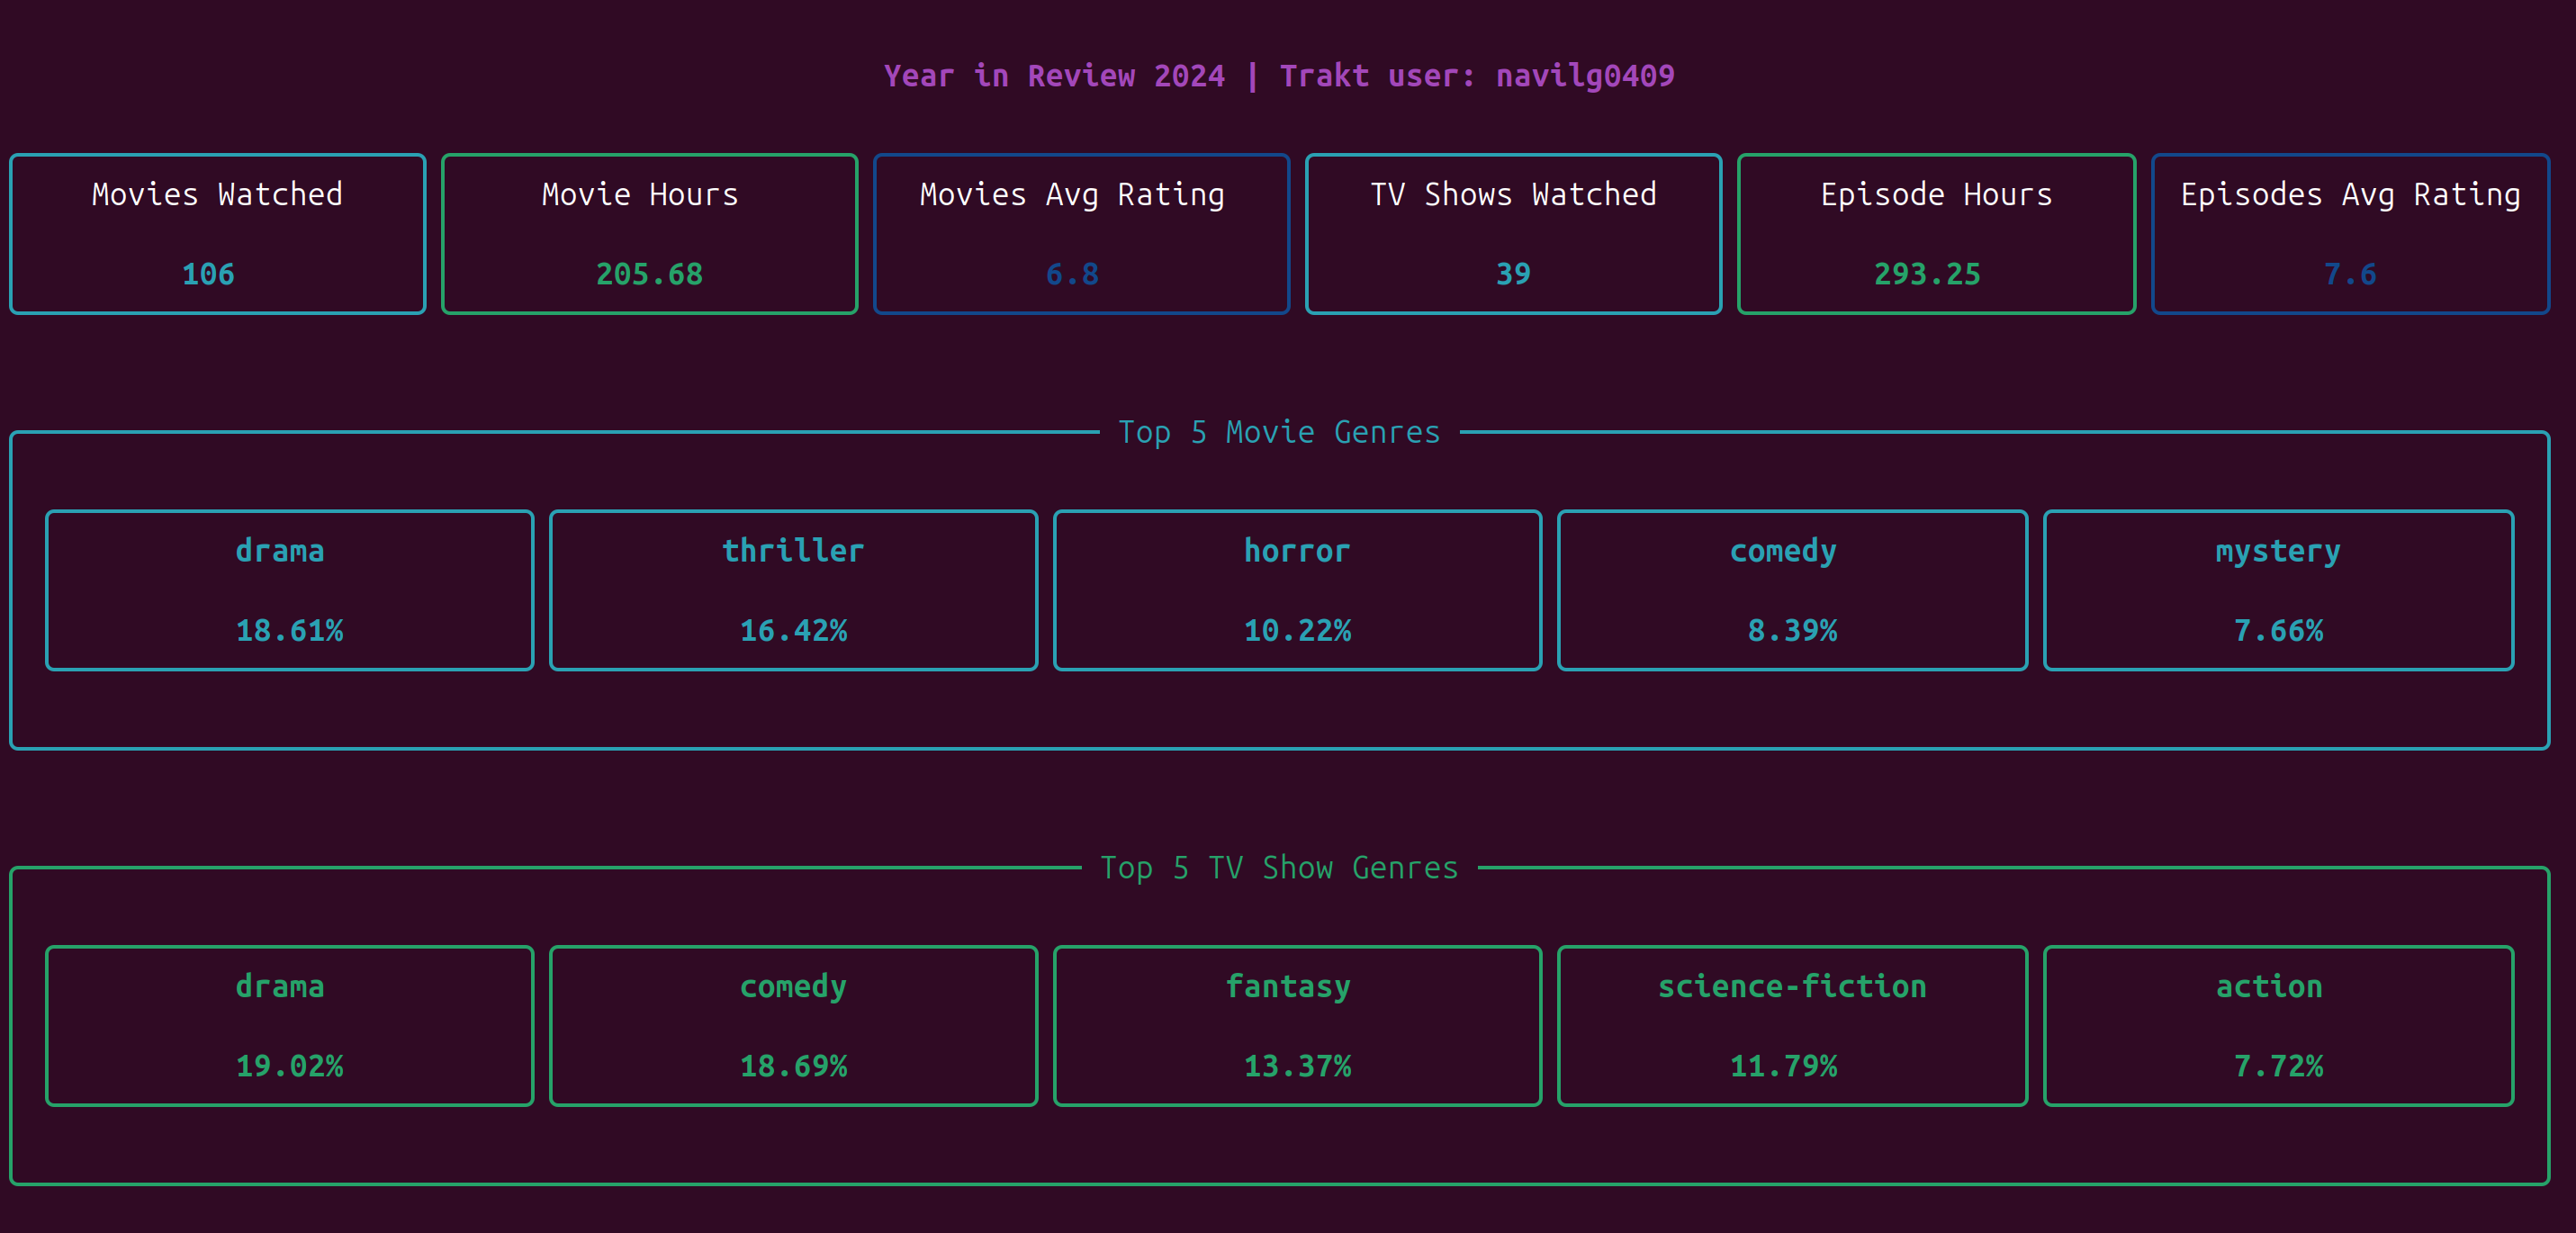 Year in Review 2024 | Trakt user: navilg0409
Movies Watched
106
Movie Hours
205.68
Movies Avg Rating
6.8
TV Shows Watched
39
Episode Hours
293.25
Episodes Avg Rating
7.6
Top 5 Movie Genres
drama
18.61%
thriller
16.42%
horror
10.22%
comedy
8.39%
mystery
7.66%
Top 5 TV Show Genres
drama
19.02%
comedy
18.69%
fantasy
13.37%
science-fiction
11.79%
action
7.72%